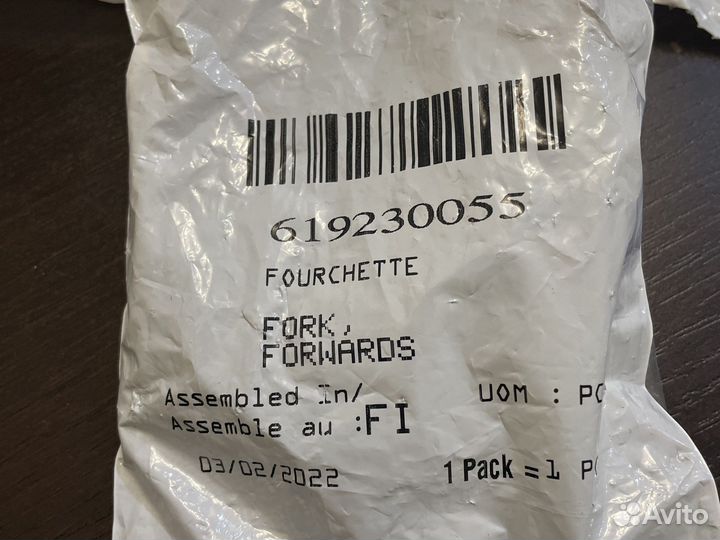 619230055
FOURCHETTE
FORK,
FORWARDS
Assembled In/ UOM : PC
Assemble au :FI
03/02/2022 1 Pack = 1 PC
Avito